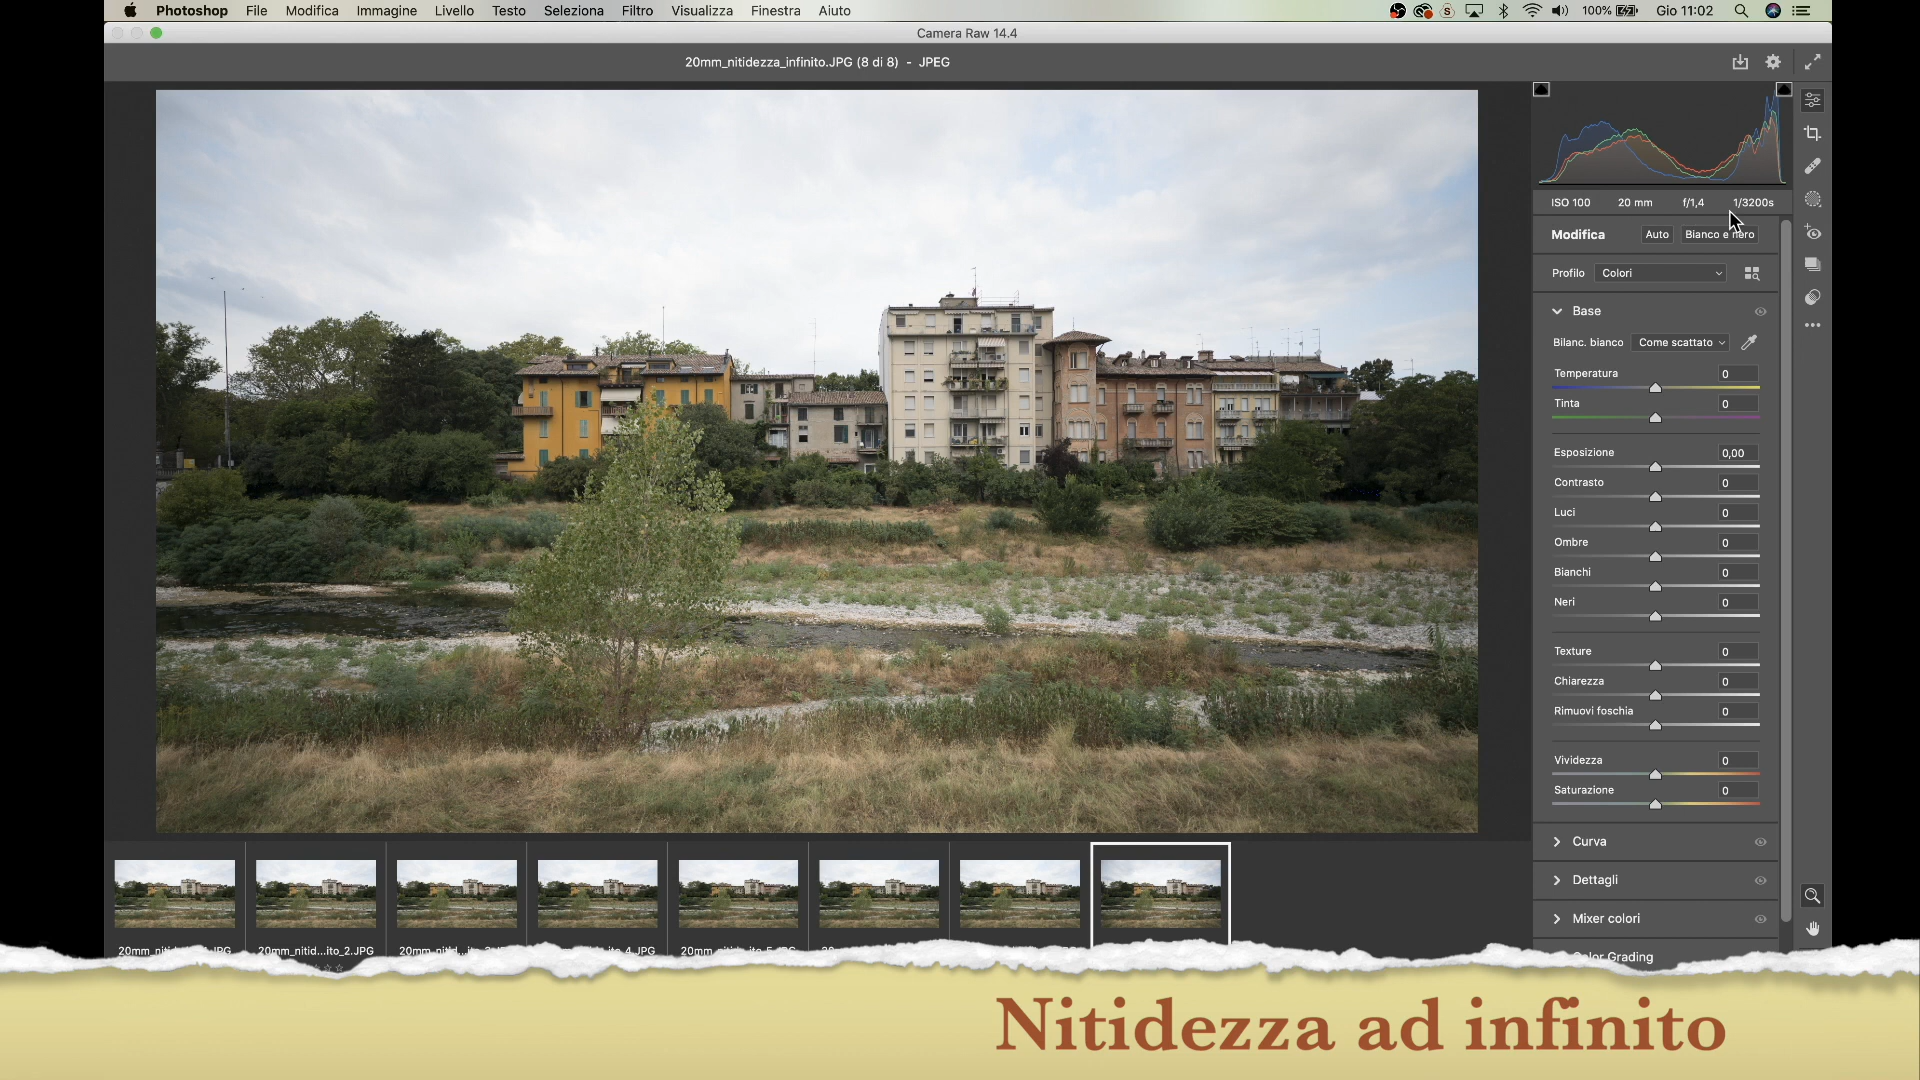 Photoshop File Modifica Immagine Livello Testo Seleziona Filtro Visualizza Finestra Aiuto 100% Gio 11:02
Camera Raw 14.4
20mm_nitidezza_infinito.JPG (8 di 8) - JPEG
ISO 100 20 mm f/1,4 1/3200s
Modifica Auto Bianco e nero
Profilo Colori
Base
Bilanc. bianco Come scattato
Temperatura 0
Tinta 0
Esposizione 0,00
Contrasto 0
Luci 0
Ombre 0
Bianchi 0
Neri 0
Texture 0
Chiarezza 0
Rimuovi foschia 0
Vividezza 0
Saturazione 0
Curva
Dettagli
Mixer colori
Color Grading
20mm_nitid...ito_2.JPG
Nitidezza ad infinito